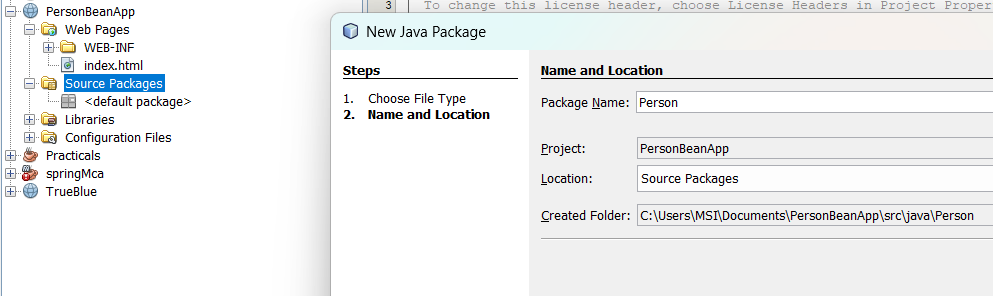 PersonBeanApp
Web Pages
WEB-INF
index.html
Source Packages
<default package>
Libraries
Configuration Files
Practicals
springMca
TrueBlue
3 To change this license header, choose License Headers in Project Proper
New Java Package
Steps
1. Choose File Type
2. Name and Location
Name and Location
Package Name: Person
Project: PersonBeanApp
Location: Source Packages
Created Folder: C:\Users\MSI\Documents\PersonBeanApp\src\java\Person